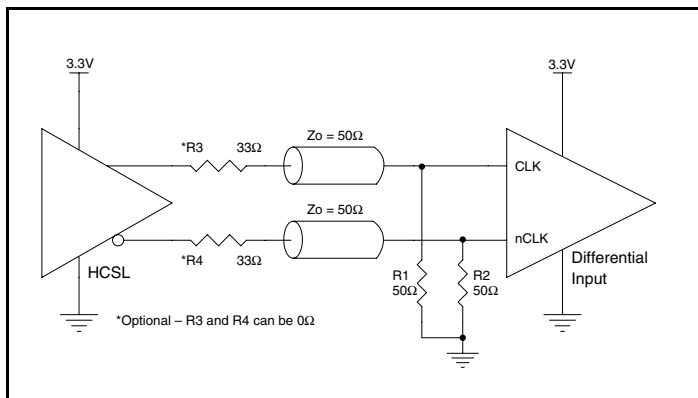 3.3V
3.3V
*R3
33Ω
Zo = 50Ω
CLK
Zo = 50Ω
nCLK
*R4
33Ω
HCSL
R1
50Ω
R2
50Ω
Differential
Input
*Optional – R3 and R4 can be 0Ω